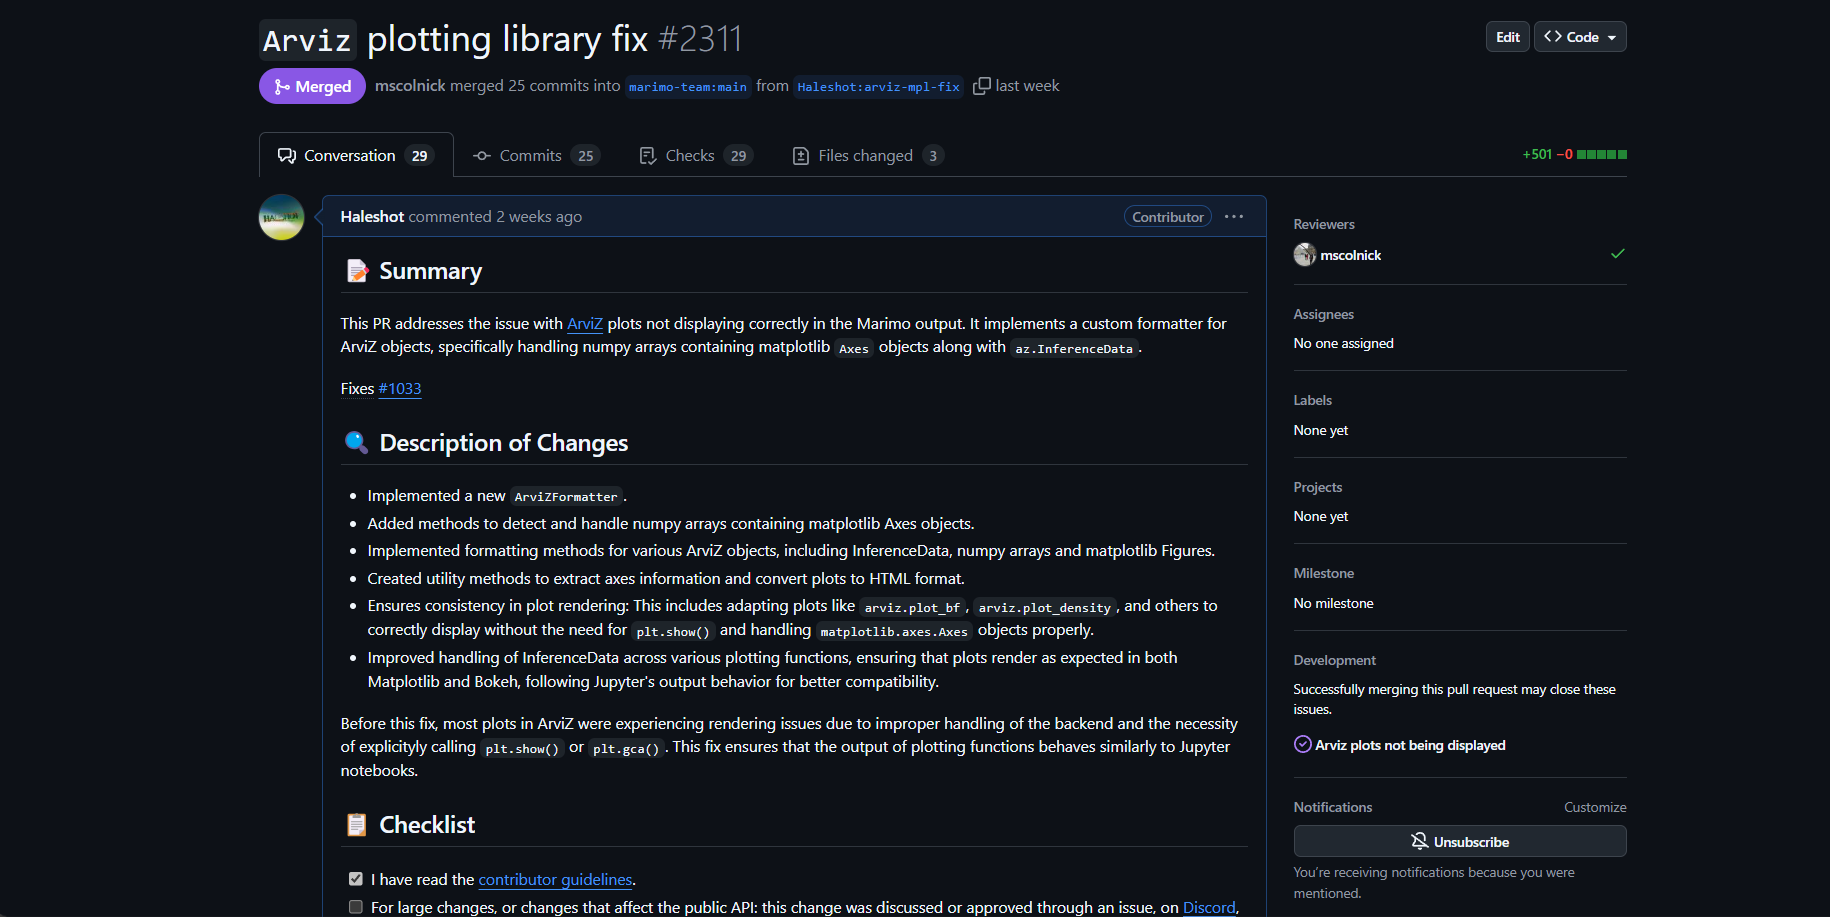 Arviz plotting library fix #2311
Edit
Code
Merged
mscolnick merged 25 commits into marimo-team:main from Haleshot:arviz-mpl-fix last week
Conversation 29
Commits 25
Checks 29
Files changed 3
+501 −0
Haleshot commented 2 weeks ago
Contributor
Summary
This PR addresses the issue with ArviZ plots not displaying correctly in the Marimo output. It implements a custom formatter for
ArviZ objects, specifically handling numpy arrays containing matplotlib Axes objects along with az.InferenceData.
Fixes #1033
Description of Changes
• Implemented a new ArviZFormatter.
• Added methods to detect and handle numpy arrays containing matplotlib Axes objects.
• Implemented formatting methods for various ArviZ objects, including InferenceData, numpy arrays and matplotlib Figures.
• Created utility methods to extract axes information and convert plots to HTML format.
• Ensures consistency in plot rendering: This includes adapting plots like arviz.plot_bf, arviz.plot_density, and others to
correctly display without the need for plt.show() and handling matplotlib.axes.Axes objects properly.
• Improved handling of InferenceData across various plotting functions, ensuring that plots render as expected in both
Matplotlib and Bokeh, following Jupyter's output behavior for better compatibility.
Before this fix, most plots in ArviZ were experiencing rendering issues due to improper handling of the backend and the necessity
of explicityly calling plt.show() or plt.gca(). This fix ensures that the output of plotting functions behaves similarly to Jupyter
notebooks.
Checklist
I have read the contributor guidelines.
For large changes, or changes that affect the public API: this change was discussed or approved through an issue, on Discord,
Reviewers
mscolnick
Assignees
No one assigned
Labels
None yet
Projects
None yet
Milestone
No milestone
Development
Successfully merging this pull request may close these
issues.
Arviz plots not being displayed
Notifications
Customize
Unsubscribe
You're receiving notifications because you were
mentioned.